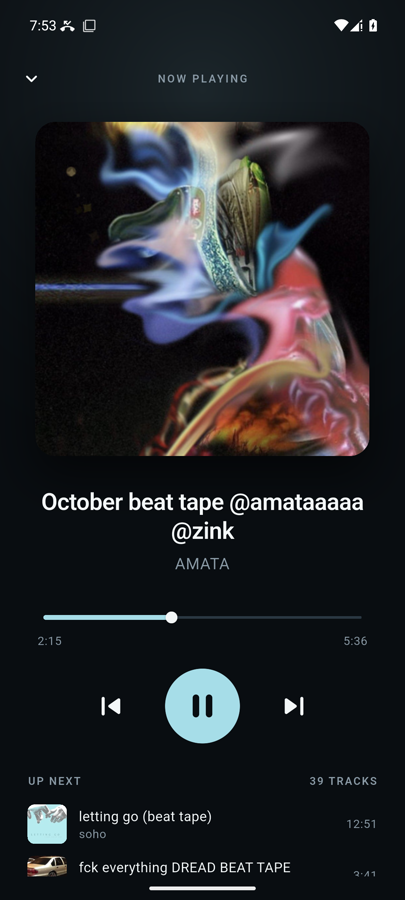 7:53
NOW PLAYING
October beat tape @amataaaaa
@zink
AMATA
2:15
5:36
UP NEXT
39 TRACKS
letting go (beat tape)
12:51
soho
fck everything DREAD BEAT TAPE
3:41